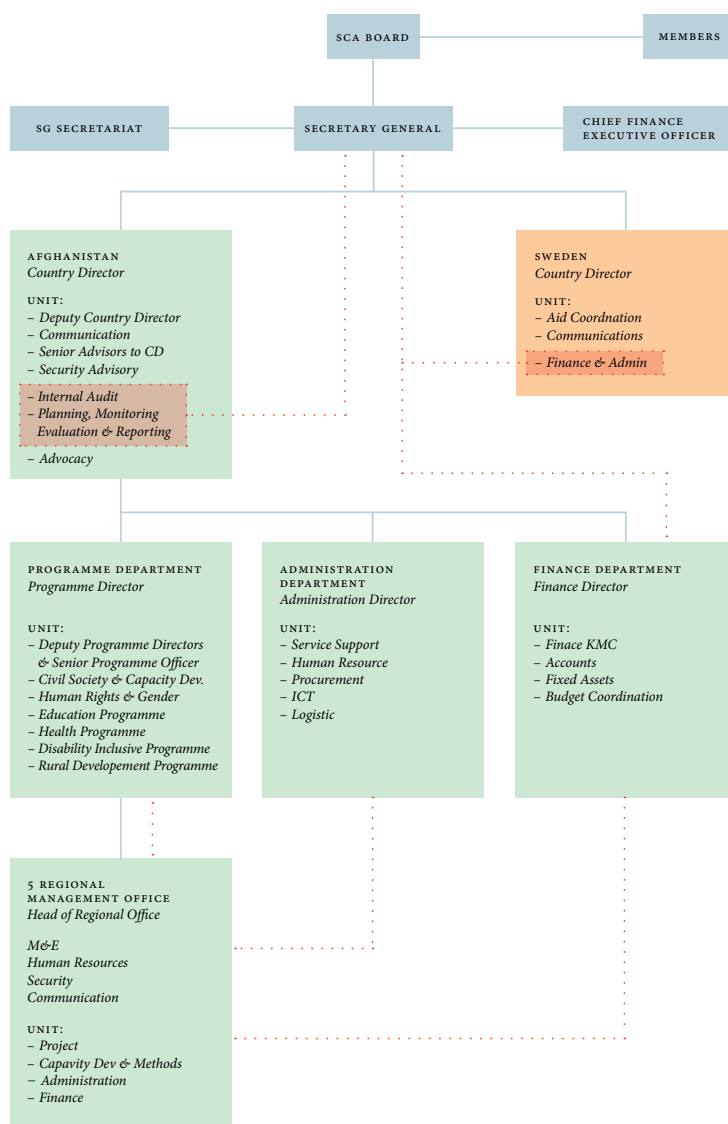 SCA BOARD
MEMBERS
SG SECRETARIAT
SECRETARY GENERAL
CHIEF FINANCE
EXECUTIVE OFFICER
AFGHANISTAN
Country Director
UNIT:
– Deputy Country Director
– Communication
– Senior Advisors to CD
– Security Advisory
– Internal Audit
– Planning, Monitoring
Evaluation & Reporting
– Advocacy
SWEDEN
Country Director
UNIT:
– Aid Coordnation
– Communications
– Finance & Admin
PROGRAMME DEPARTMENT
Programme Director
UNIT:
– Deputy Programme Directors
& Senior Programme Officer
– Civil Society & Capacity Dev.
– Human Rights & Gender
– Education Programme
– Health Programme
– Disability Inclusive Programme
– Rural Developement Programme
ADMINISTRATION
DEPARTMENT
Administration Director
UNIT:
– Service Support
– Human Resource
– Procurement
– ICT
– Logistic
FINANCE DEPARTMENT
Finance Director
UNIT:
– Finace KMC
– Accounts
– Fixed Assets
– Budget Coordination
5 REGIONAL
MANAGEMENT OFFICE
Head of Regional Office
M&E
Human Resources
Security
Communication
UNIT:
– Project
– Capavity Dev & Methods
– Administration
– Finance